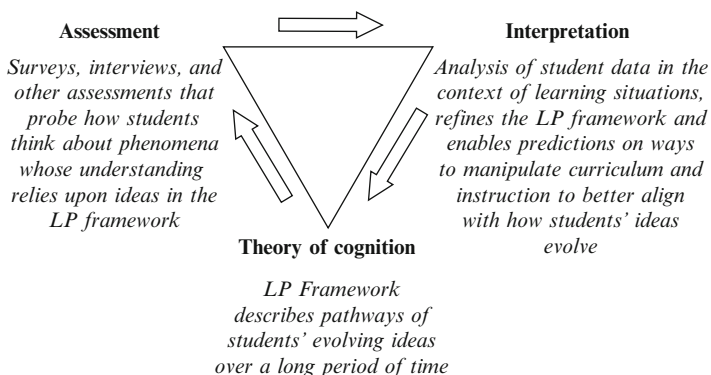 Assessment
Surveys, interviews, and
other assessments that
probe how students
think about phenomena
whose understanding
relies upon ideas in the
LP framework
Interpretation
Analysis of student data in the
context of learning situations,
refines the LP framework and
enables predictions on ways
to manipulate curriculum and
instruction to better align
with how students’ ideas
evolve
Theory of cognition
LP Framework
describes pathways of
students’ evolving ideas
over a long period of time